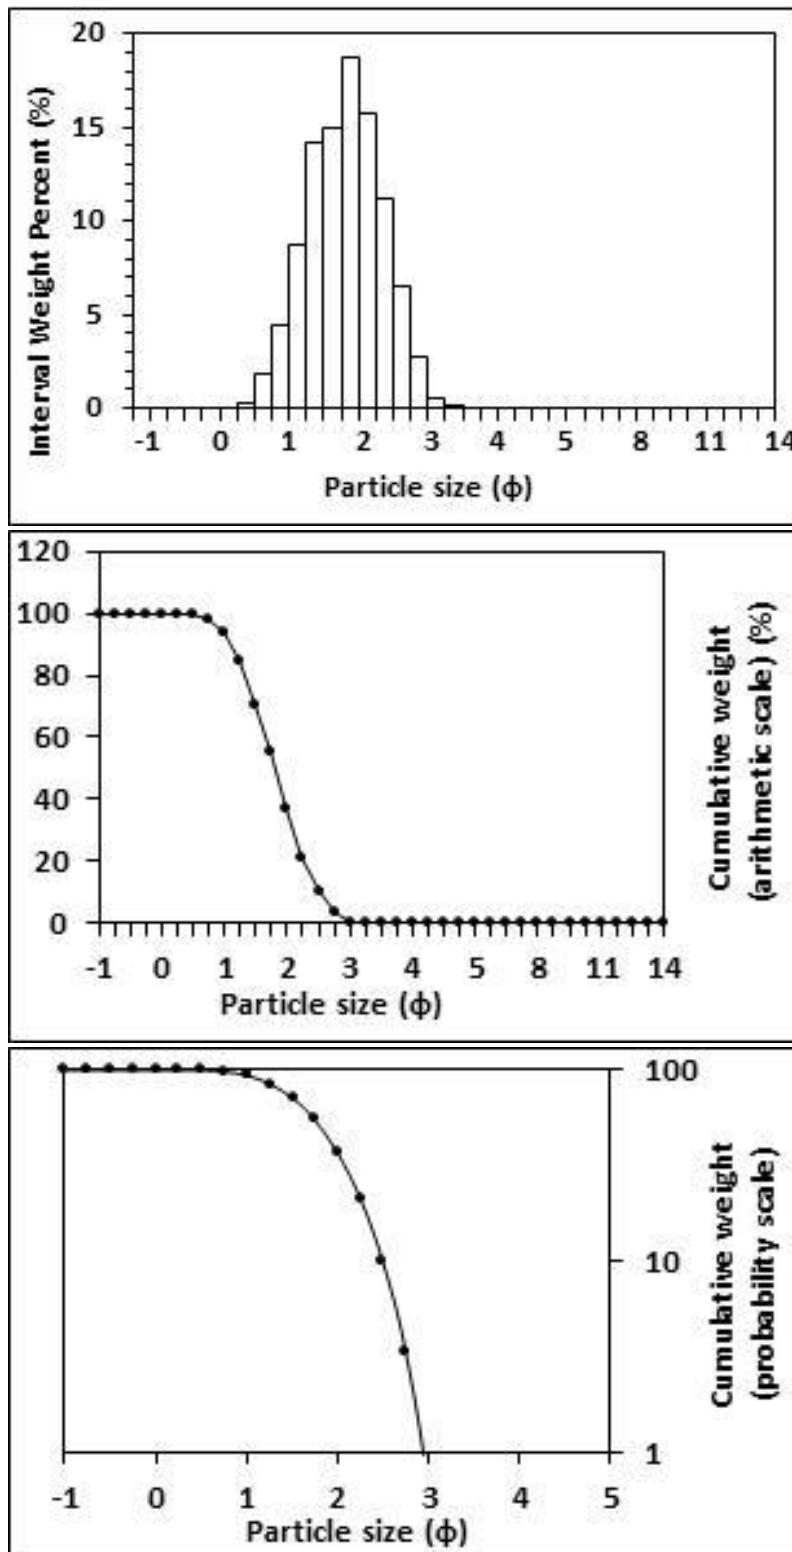 20
15
10
5
0
Interval Weight Percent (%)
-1 0 1 2 3 4 5 8 11 14
Particle size (ϕ)
120
100
80
60
40
20
0
-1 0 1 2 3 4 5 8 11 14
Particle size (ϕ)
Cumulative weight
(arithmetic scale) (%)
100
10
1
-1 0 1 2 3 4 5
Particle size (ϕ)
Cumulative weight
(probability scale)